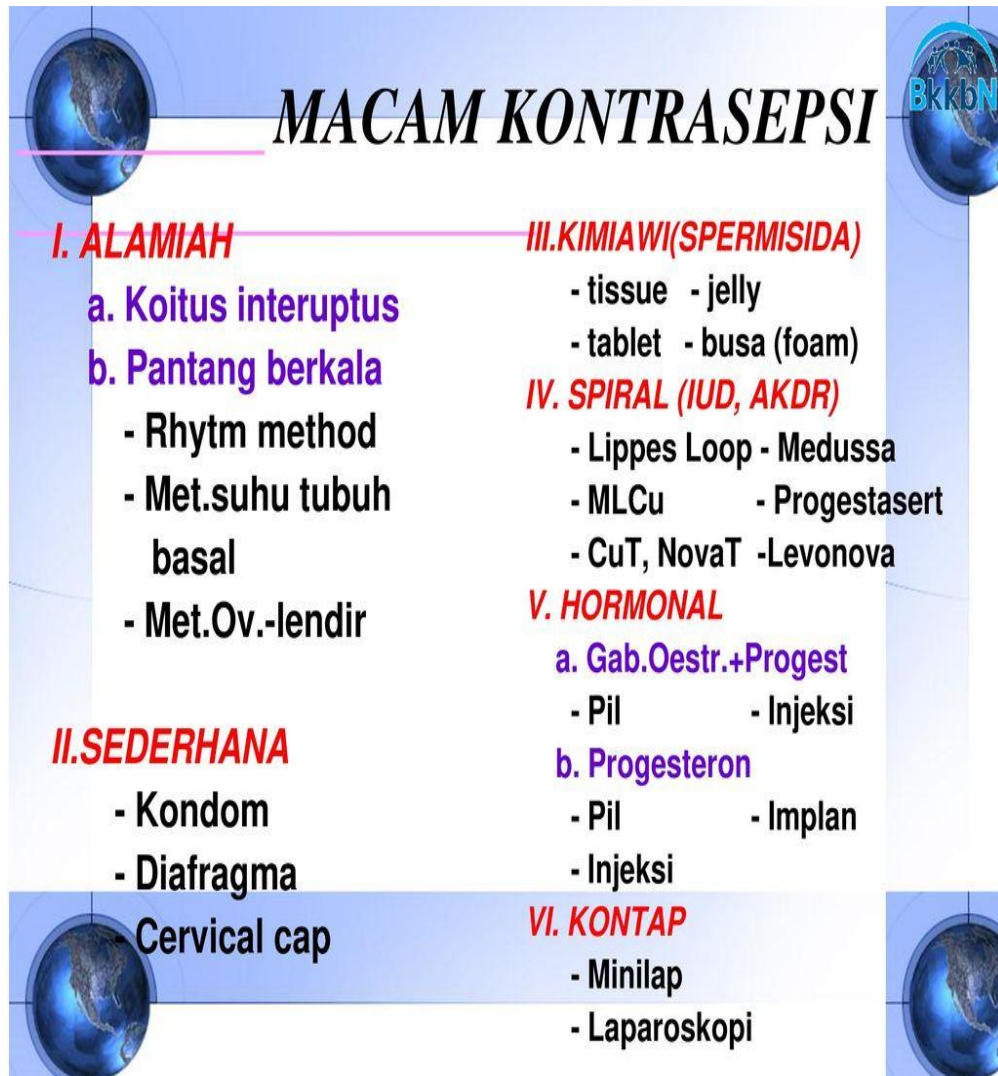 MACAM KONTRASEPSI
BkkbN
I. ALAMIAH
a. Koitus interuptus
b. Pantang berkala
- Rhytm method
- Met.suhu tubuh
basal
- Met.Ov.-lendir
II.SEDERHANA
- Kondom
- Diafragma
- Cervical cap
III.KIMIAWI(SPERMISIDA)
- tissue - jelly
- tablet - busa (foam)
IV. SPIRAL (IUD, AKDR)
- Lippes Loop - Medussa
- MLCu - Progestasert
- CuT, NovaT -Levonova
V. HORMONAL
a. Gab.Oestr.+Progest
- Pil - Injeksi
b. Progesteron
- Pil - Implan
- Injeksi
VI. KONTAP
- Minilap
- Laparoskopi